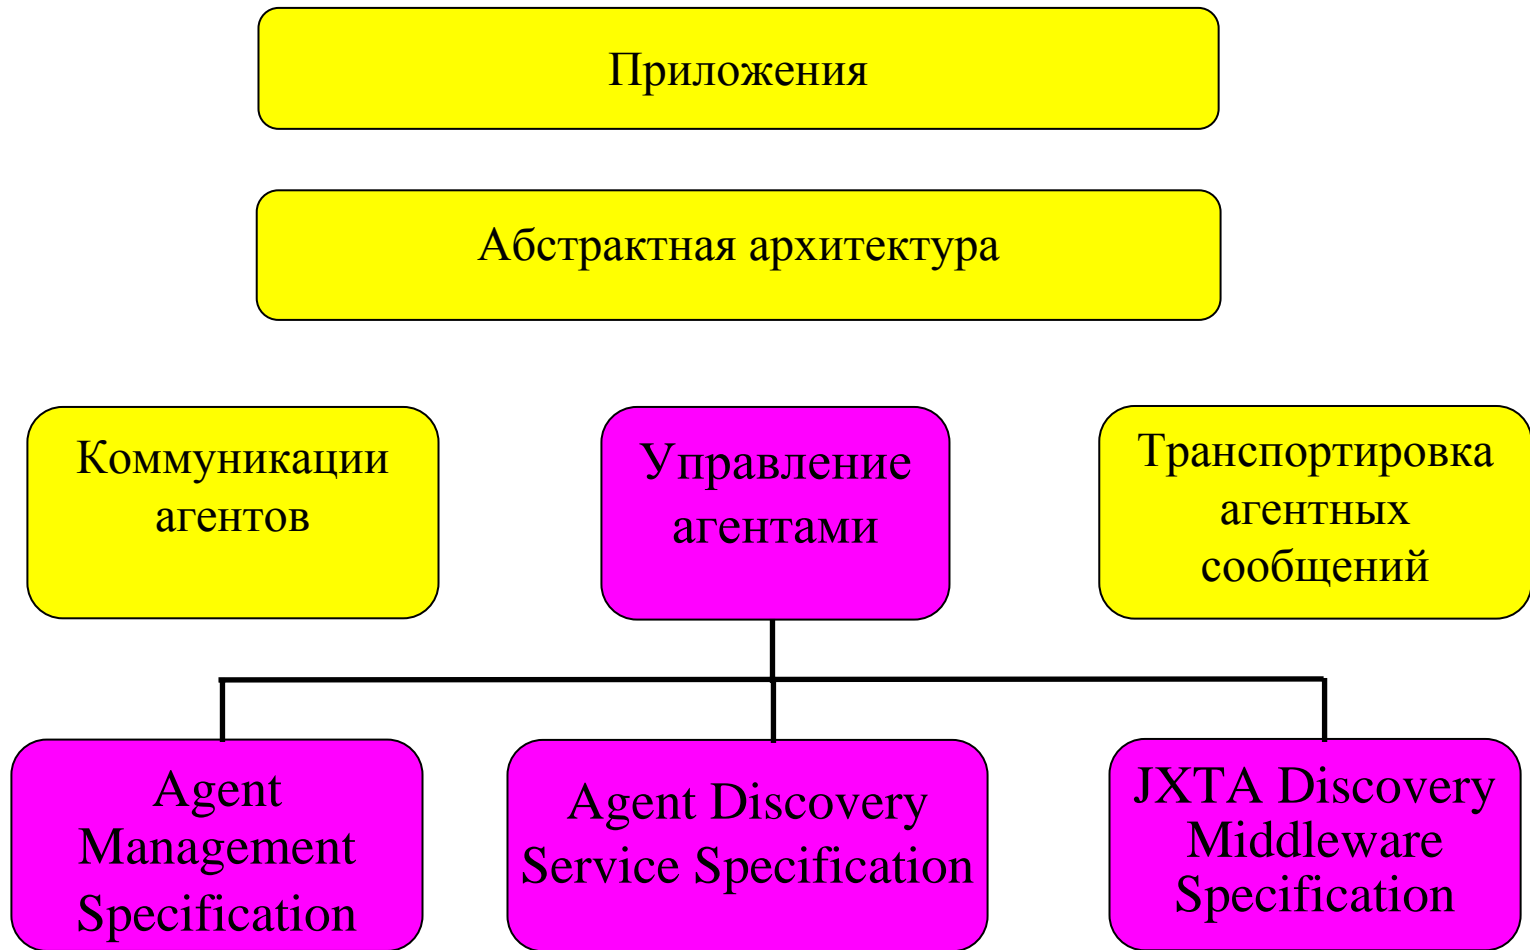 Приложения
Абстрактная архитектура
Коммуникации
агентов
Управление
агентами
Транспортировка
агентных
сообщений
Agent
Management
Specification
Agent Discovery
Service Specification
JXTA Discovery
Middleware
Specification